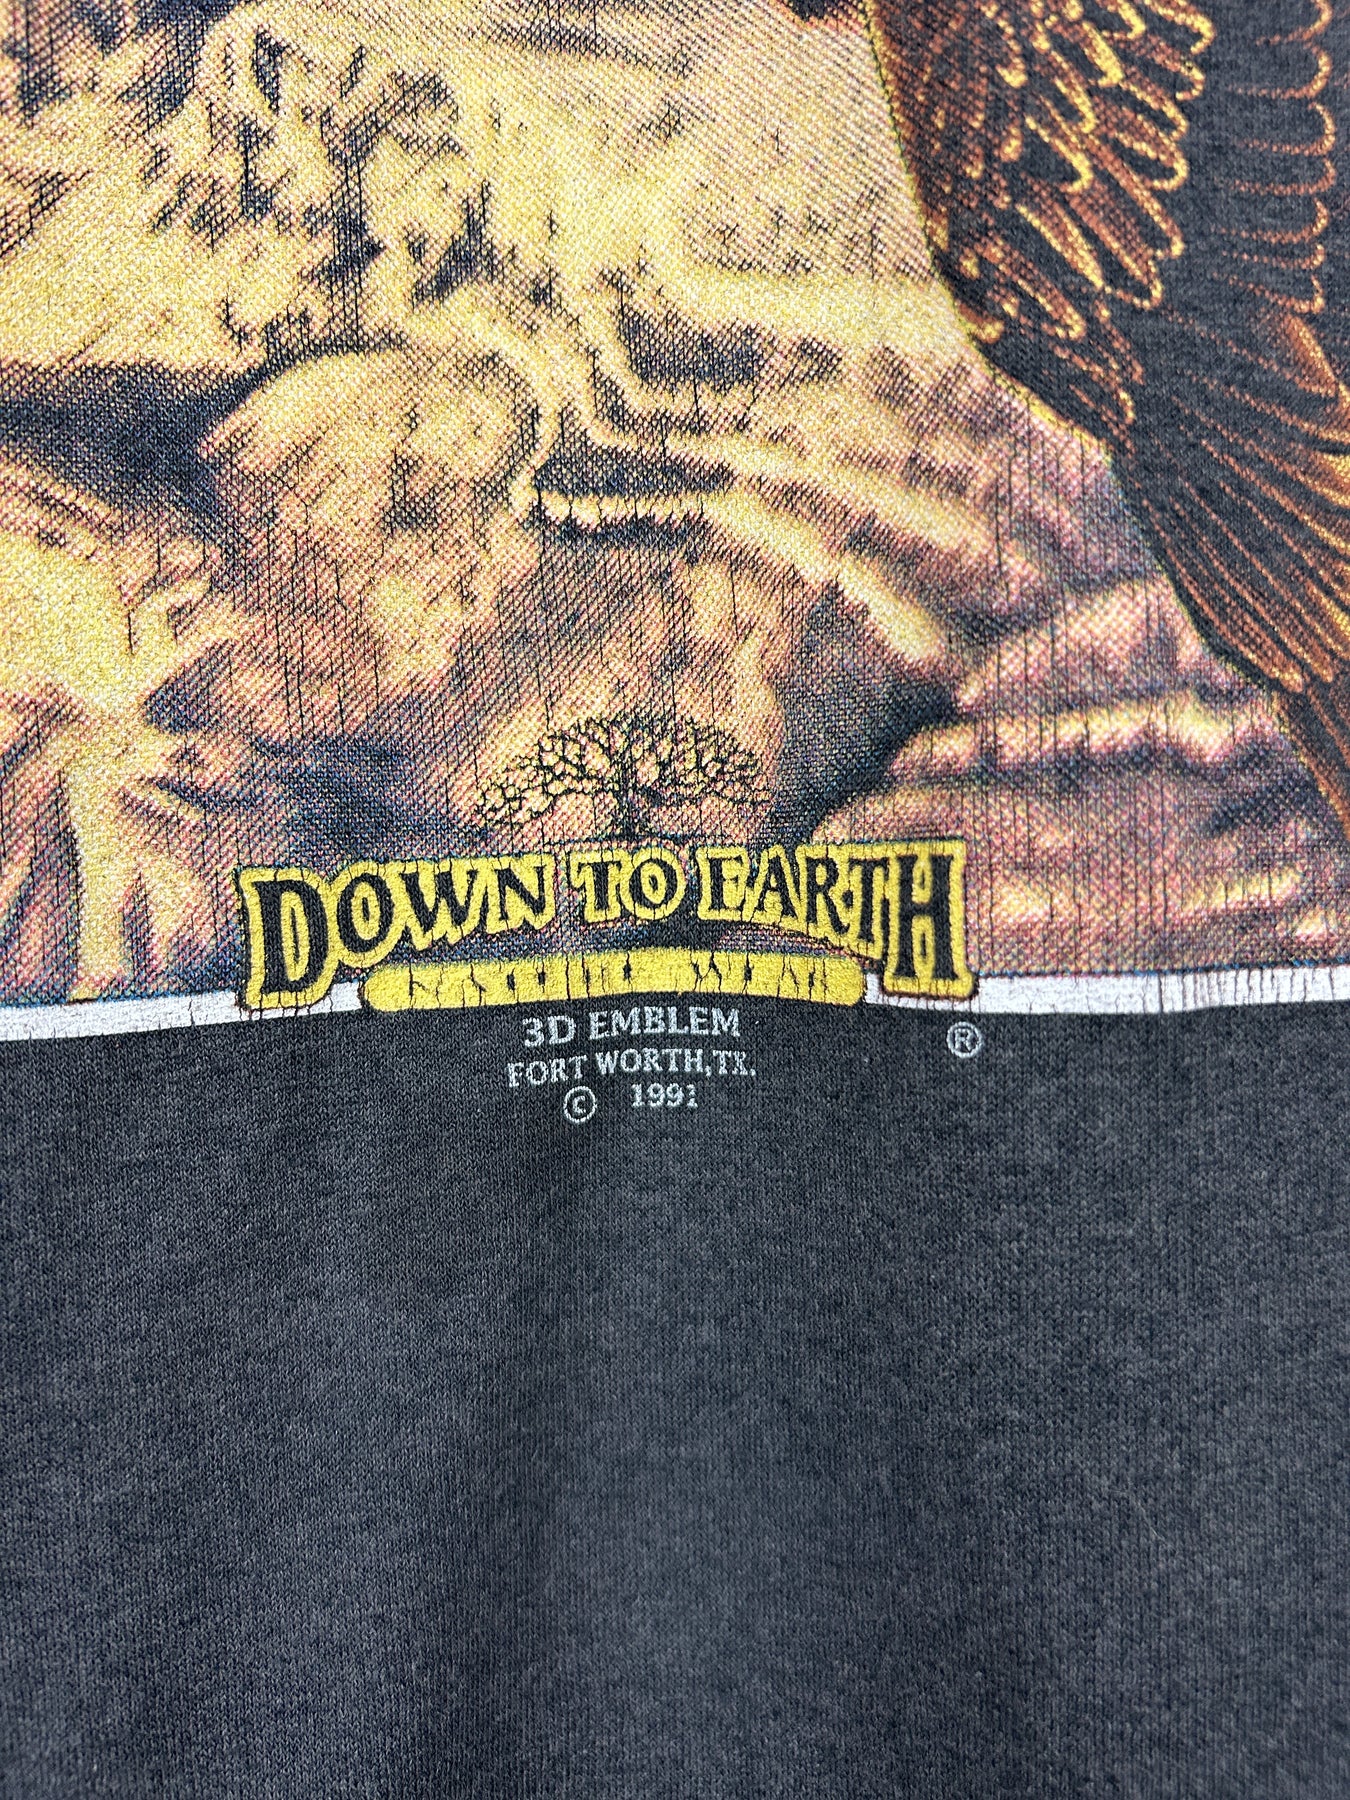 DOWN TO EARTH
3D EMBLEM
FORT WORTH, TX.
®
© 1991